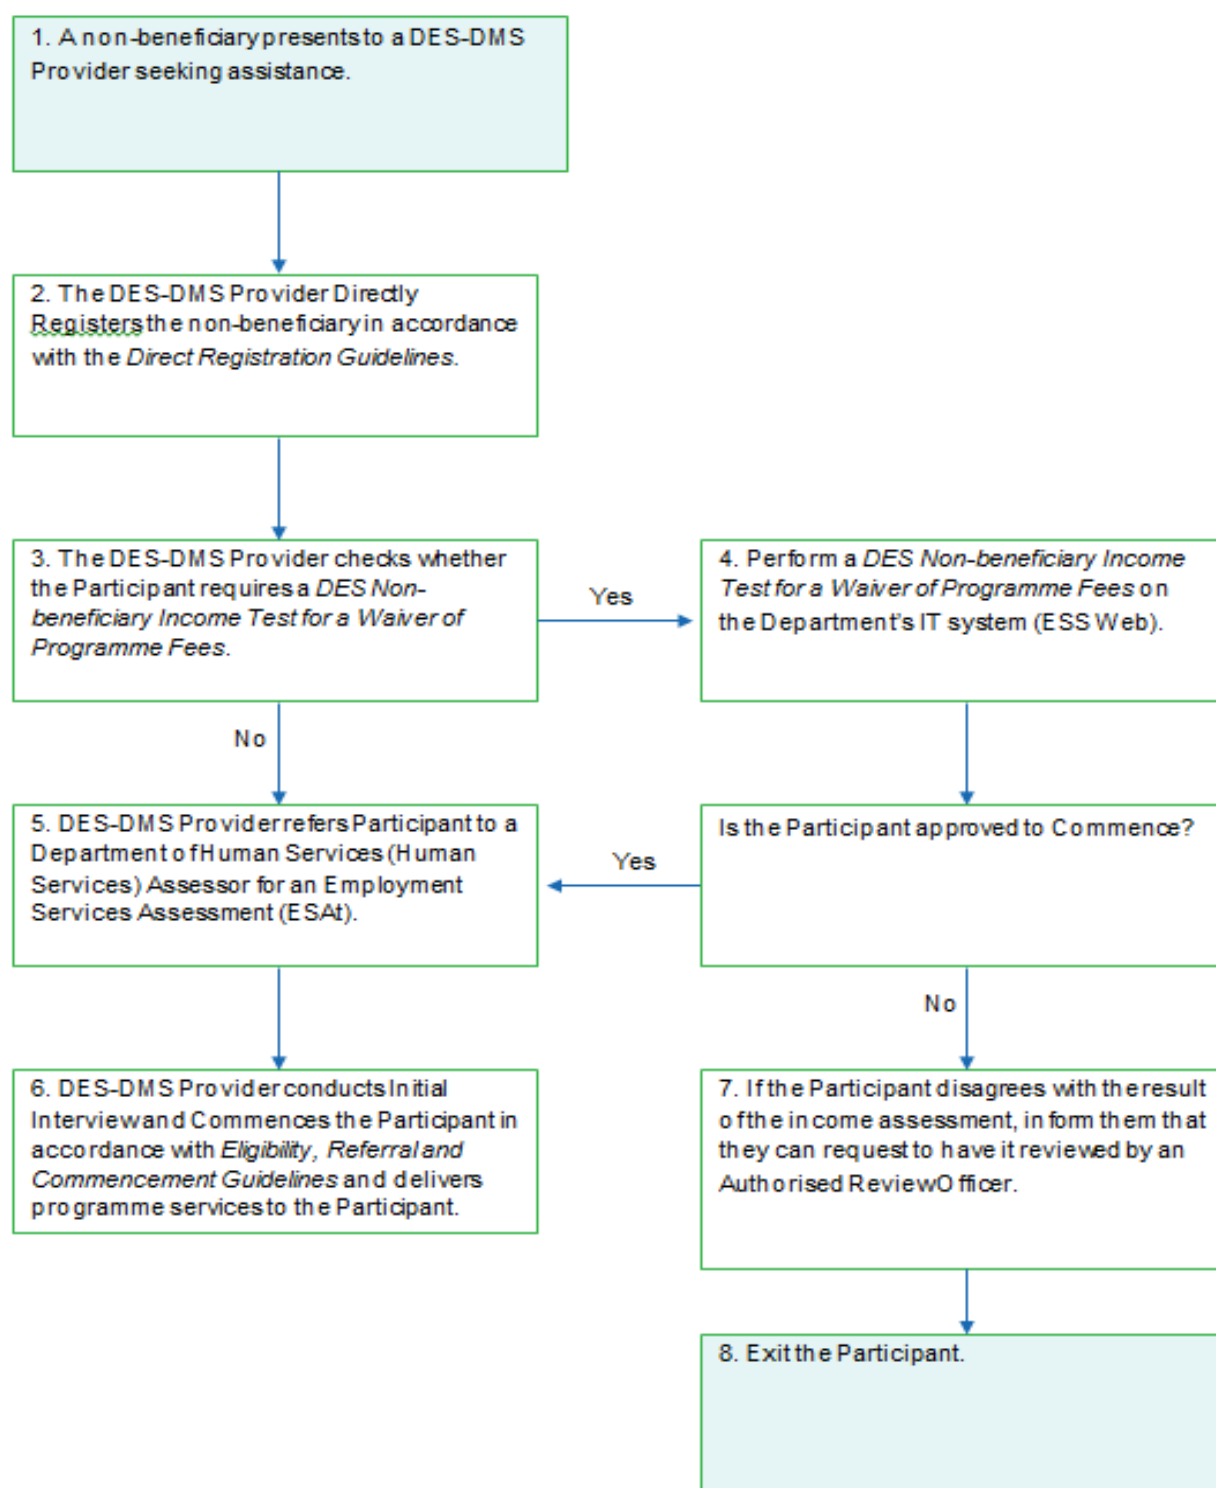 1. A non-beneficiary presents to a DES-DMS
Provider seeking assistance.
2. The DES-DMS Provider Directly
Registers the non-beneficiary in accordance
with the Direct Registration Guidelines.
3. The DES-DMS Provider checks whether
the Participant requires a DES Non-
beneficiary Income Test for a Waiver of
Programme Fees.
Yes
4. Perform a DES Non-beneficiary Income
Test for a Waiver of Programme Fees on
the Department's IT system (ESS Web).
No
5. DES-DMS Provider refers Participant to a
Department of Human Services (Human
Services) Assessor for an Employment
Services Assessment (ESAt).
Yes
Is the Participant approved to Commence?
No
6. DES-DMS Provider conducts Initial
Interview and Commences the Participant in
accordance with Eligibility, Referral and
Commencement Guidelines and delivers
programme services to the Participant.
7. If the Participant disagrees with the result
of the income assessment, inform them that
they can request to have it reviewed by an
Authorised Review Officer.
8. Exit the Participant.